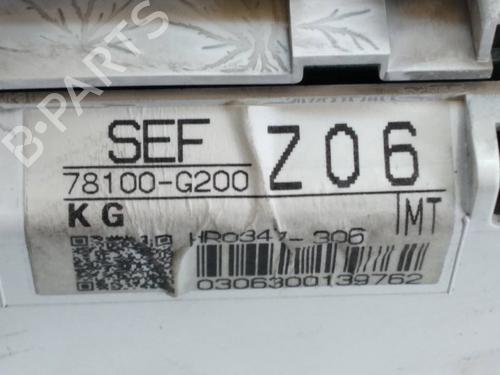 SEF Z06
78100-G200
KG MT
HR0347-306
0306300139762
B-PARTS